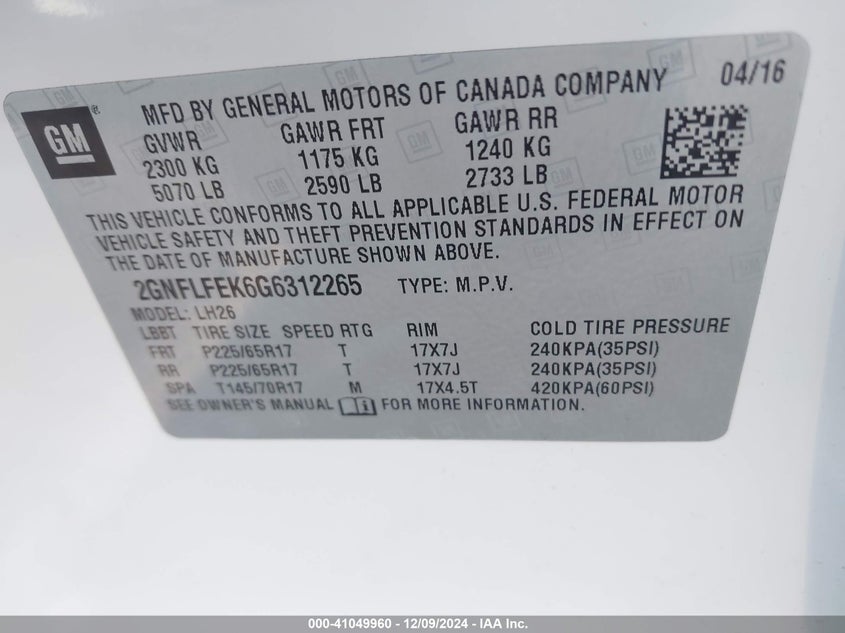 GM
®
MFD BY GENERAL MOTORS OF CANADA COMPANY 04/16
GVWR GAWR FRT GAWR RR
2300 KG 1175 KG 1240 KG
5070 LB 2590 LB 2733 LB
THIS VEHICLE CONFORMS TO ALL APPLICABLE U.S. FEDERAL MOTOR
VEHICLE SAFETY AND THEFT PREVENTION STANDARDS IN EFFECT ON
THE DATE OF MANUFACTURE SHOWN ABOVE.
2GNFLFEK6G6312265 TYPE: M.P.V.
MODEL: LH26
LBBT TIRE SIZE SPEED RTG RIM COLD TIRE PRESSURE
FRT P225/65R17 T 17X7J 240KPA(35PSI)
RR P225/65R17 T 17X7J 240KPA(35PSI)
SPA T145/70R17 M 17X4.5T 420KPA(60PSI)
SEE OWNER'S MANUAL i FOR MORE INFORMATION.
000-41049960 - 12/09/2024 - IAA Inc.